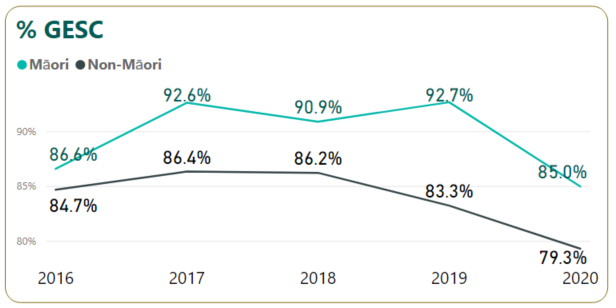 % GESC
Māori Non-Māori
92.6% 90.9% 92.7%
90%
86.6% 86.4% 86.2% 85.0%
85%
84.7% 83.3%
80%
79.3%
2016 2017 2018 2019 2020